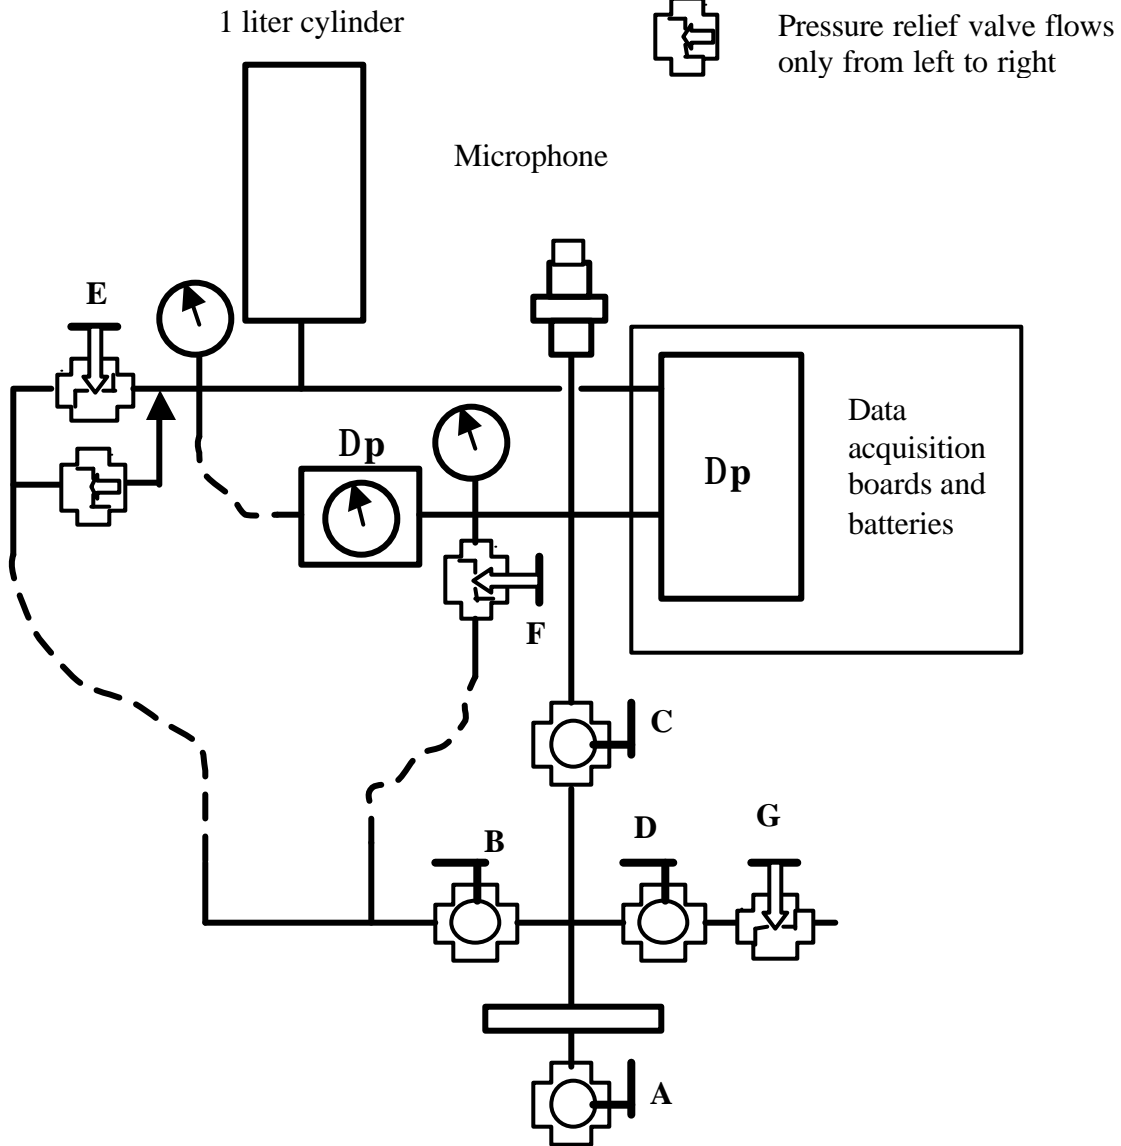 1 liter cylinder
Pressure relief valve flows
only from left to right
Microphone
E
Dp
Dp
Data
acquisition
boards and
batteries
F
C
B
D
G
A